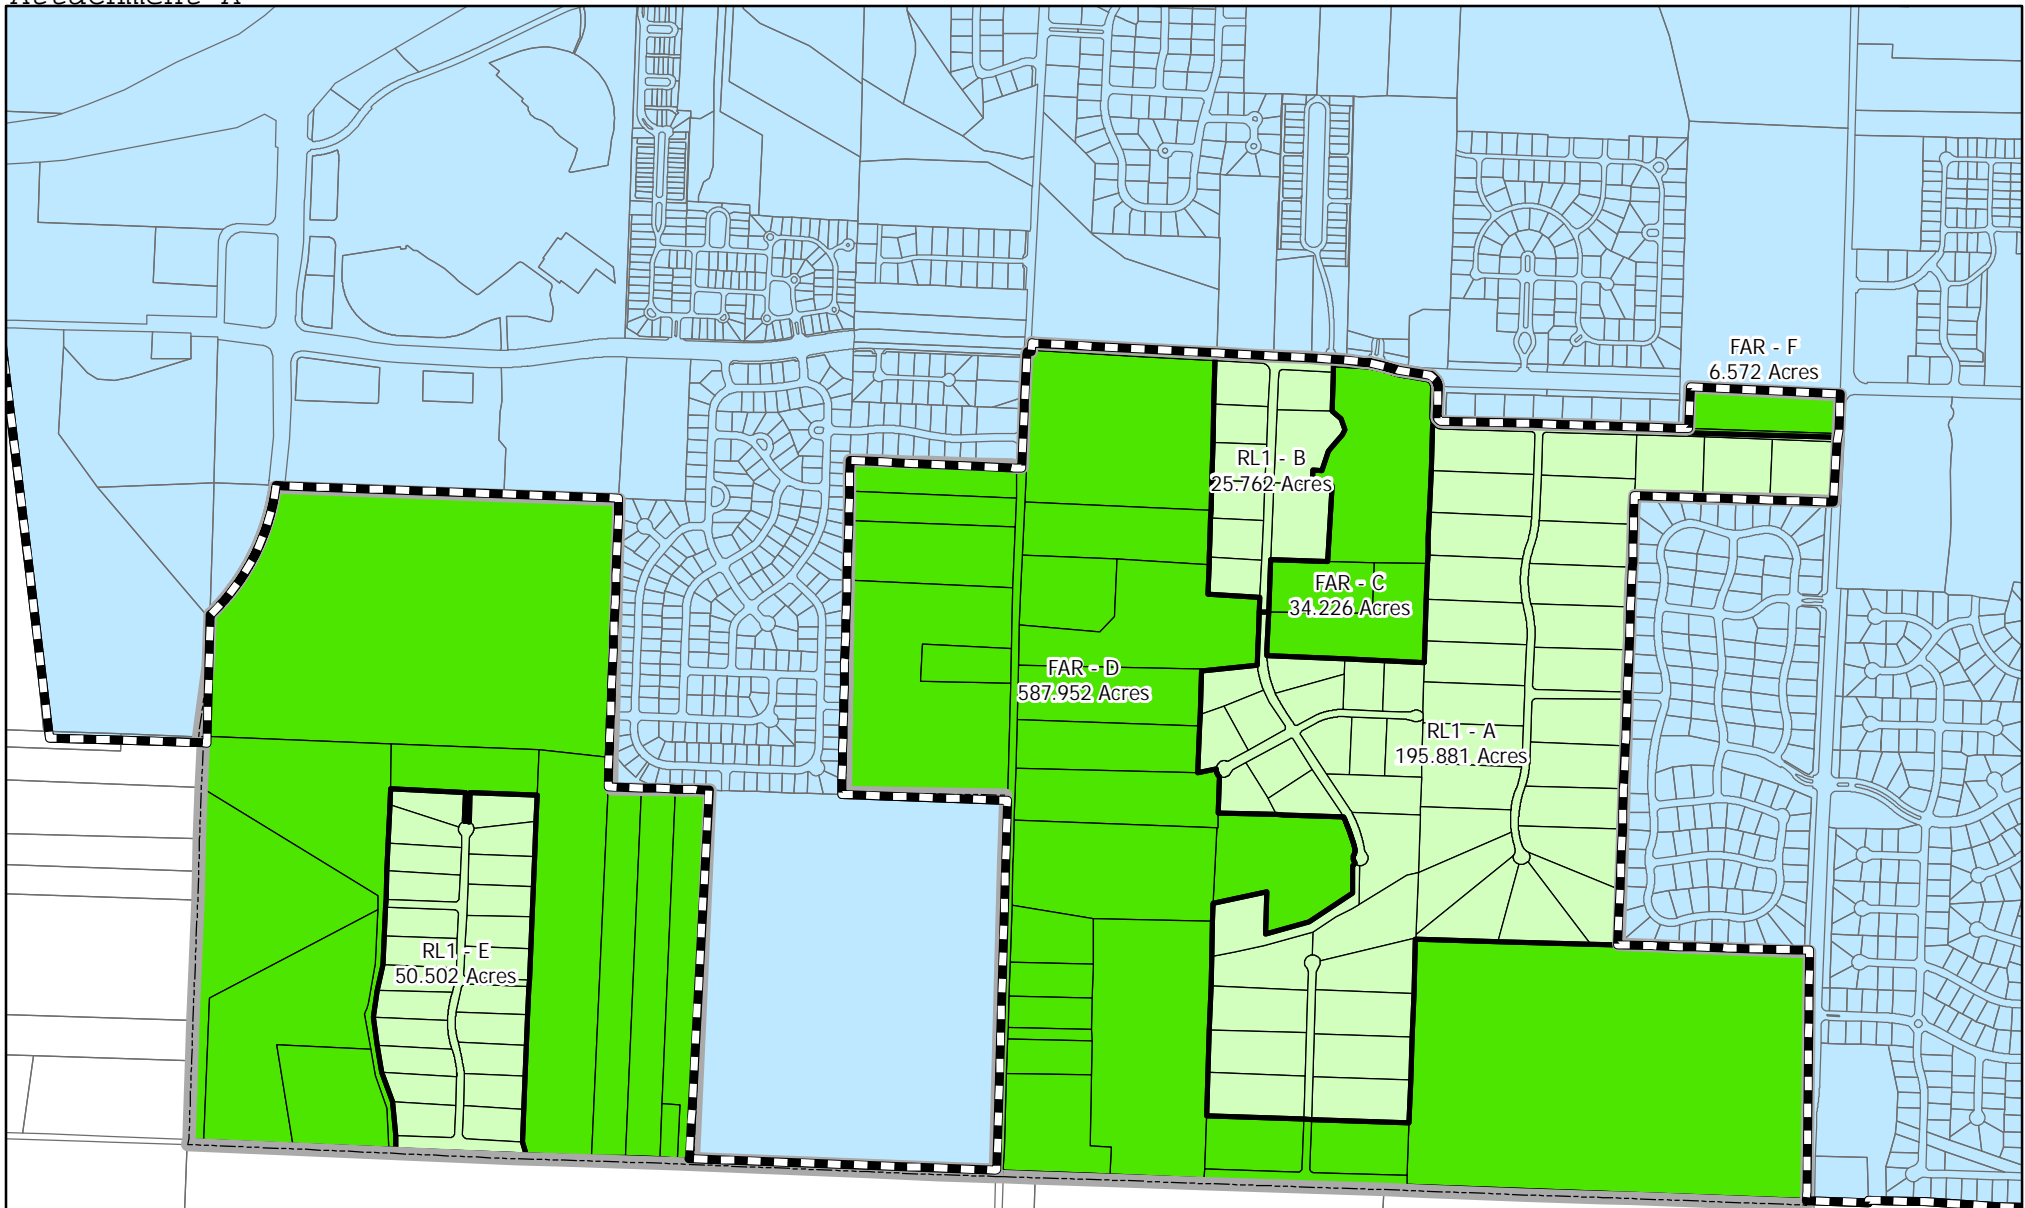 Attachment A
FAR - F
6.572 Acres
RL1 - B
25.762 Acres
FAR - C
34.226 Acres
FAR - D
587.952 Acres
RL1 - A
195.881 Acres
RL1 - E
50.502 Acres